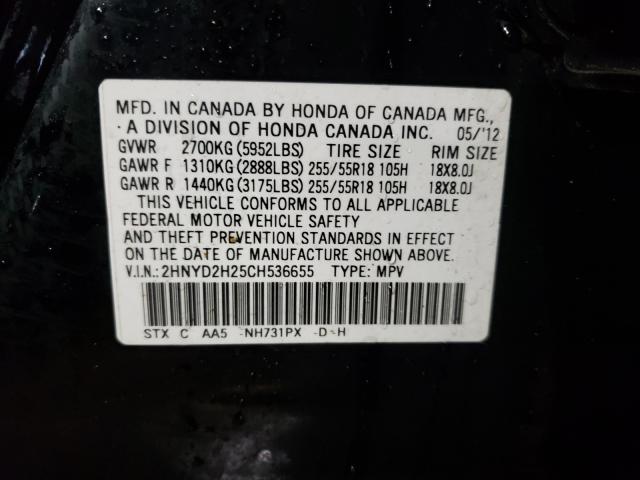 MFD. IN CANADA BY HONDA OF CANADA MFG.,
A DIVISION OF HONDA CANADA INC. 05/'12
GVWR 2700KG(5952LBS) TIRE SIZE RIM SIZE
GAWR F 1310KG(2888LBS) 255/55R18 105H 18X8.0J
GAWR R 1440KG(3175LBS) 255/55R18 105H 18X8.0J
THIS VEHICLE CONFORMS TO ALL APPLICABLE
FEDERAL MOTOR VEHICLE SAFETY
AND THEFT PREVENTION STANDARDS IN EFFECT
ON THE DATE OF MANUFACTURE SHOWN ABOVE.
V.I.N.: 2HNYD2H25CH536655 TYPE: MPV
STX C AA5 -NH731PX -D-H